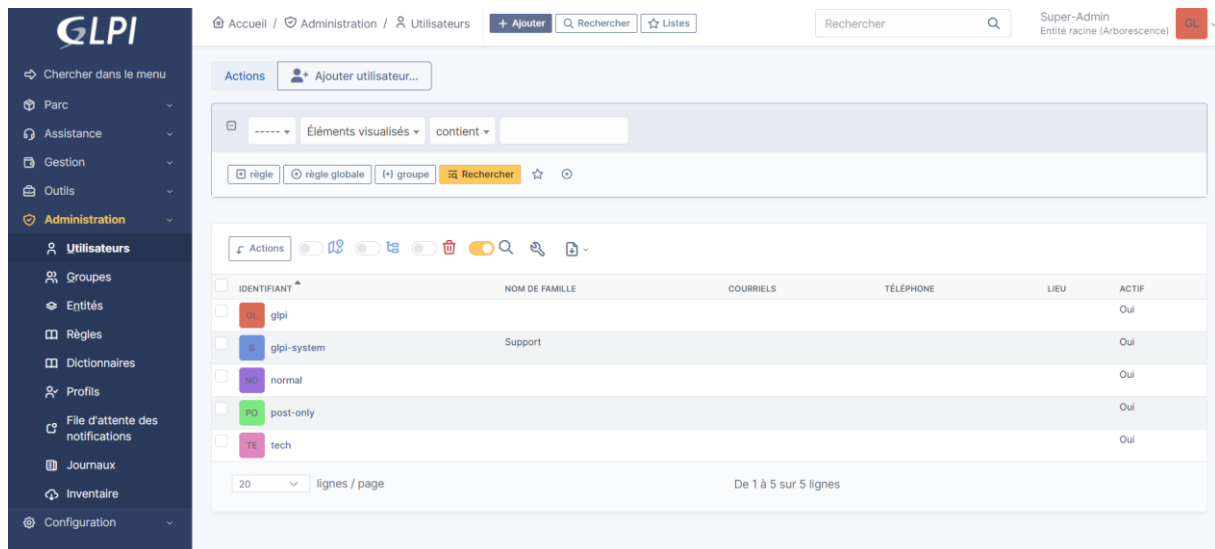 GLPI
Accueil / Administration / Utilisateurs + Ajouter Rechercher Listes Rechercher Super-Admin GL
Entité racine (Arborescence)
Chercher dans le menu
Actions Ajouter utilisateur...
Parc
Assistance
----- Éléments visualisés contient
Gestion
règle règle globale (+) groupe Rechercher
Outils
Administration
Utilisateurs
Actions
Groupes
IDENTIFIANT NOM DE FAMILLE COURRIELS TÉLÉPHONE LIEU ACTIF
Entités
GL glpi Oui
Règles
S glpi-system Support Oui
Dictionnaires
NO normal Oui
Profils
PO post-only Oui
File d'attente des
notifications
TE tech Oui
Journaux
20 lignes / page De 1 à 5 sur 5 lignes
Inventaire
Configuration